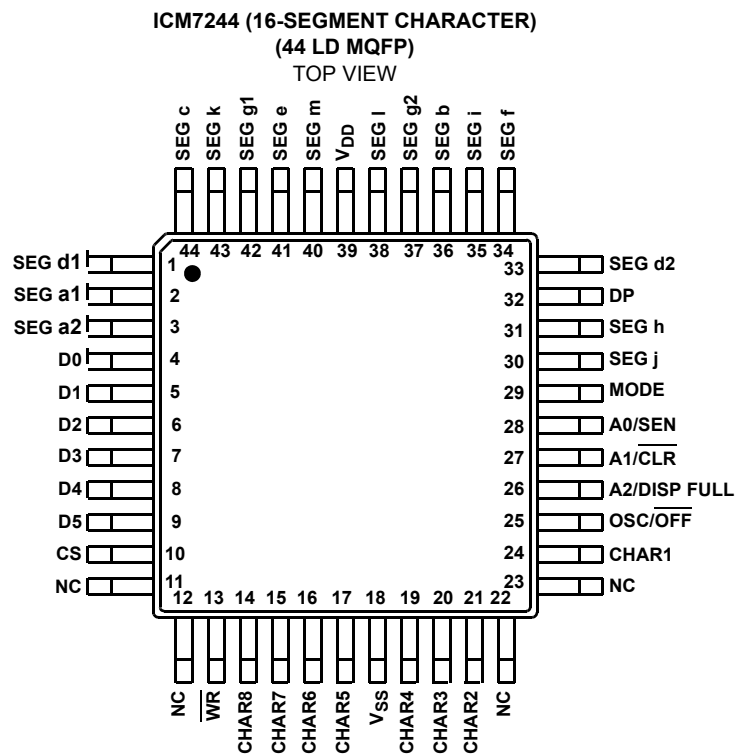 ICM7244 (16-SEGMENT CHARACTER)
(44 LD MQFP)
TOP VIEW
SEG c
SEG k
SEG g1
SEG e
SEG m
VDD
SEG l
SEG g2
SEG b
SEG i
SEG f
44 43 42 41 40 39 38 37 36 35 34
SEG d1 1
SEG a1 2
SEG a2 3
D0 4
D1 5
D2 6
D3 7
D4 8
D5 9
CS 10
NC 11
33 SEG d2
32 DP
31 SEG h
30 SEG j
29 MODE
28 A0/SEN
27 A1/CLR
26 A2/DISP FULL
25 OSC/OFF
24 CHAR1
23 NC
12 13 14 15 16 17 18 19 20 21 22
NC
WR
CHAR8
CHAR7
CHAR6
CHAR5
VSS
CHAR4
CHAR3
CHAR2
NC